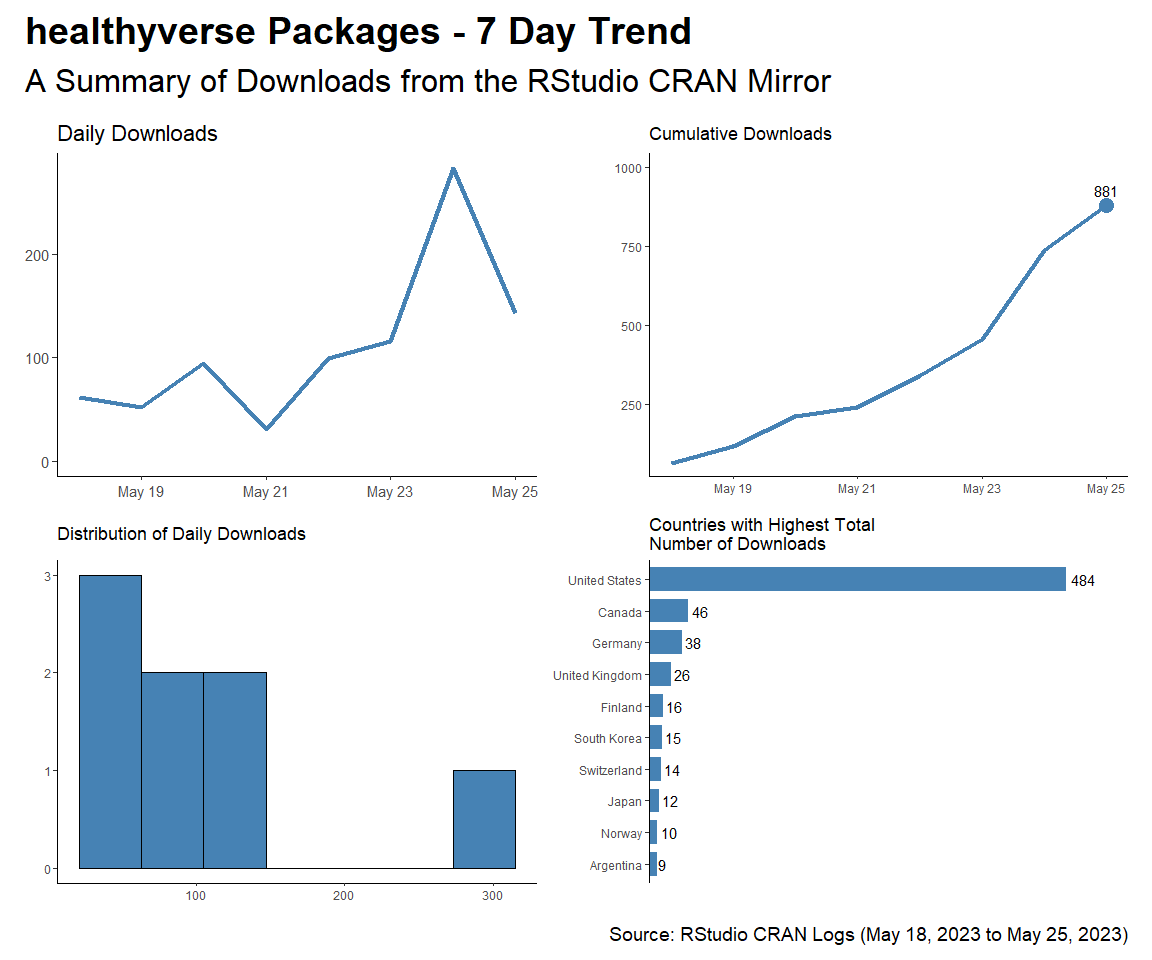 healthyverse Packages - 7 Day Trend
A Summary of Downloads from the RStudio CRAN Mirror
Daily Downloads
200
100
0
May 19
May 21
May 23
May 25
Cumulative Downloads
1000
750
500
250
881
May 19
May 21
May 23
May 25
Distribution of Daily Downloads
3
2
1
0
100
200
300
Countries with Highest Total
Number of Downloads
United States 484
Canada 46
Germany 38
United Kingdom 26
Finland 16
South Korea 15
Switzerland 14
Japan 12
Norway 10
Argentina 9
Source: RStudio CRAN Logs (May 18, 2023 to May 25, 2023)